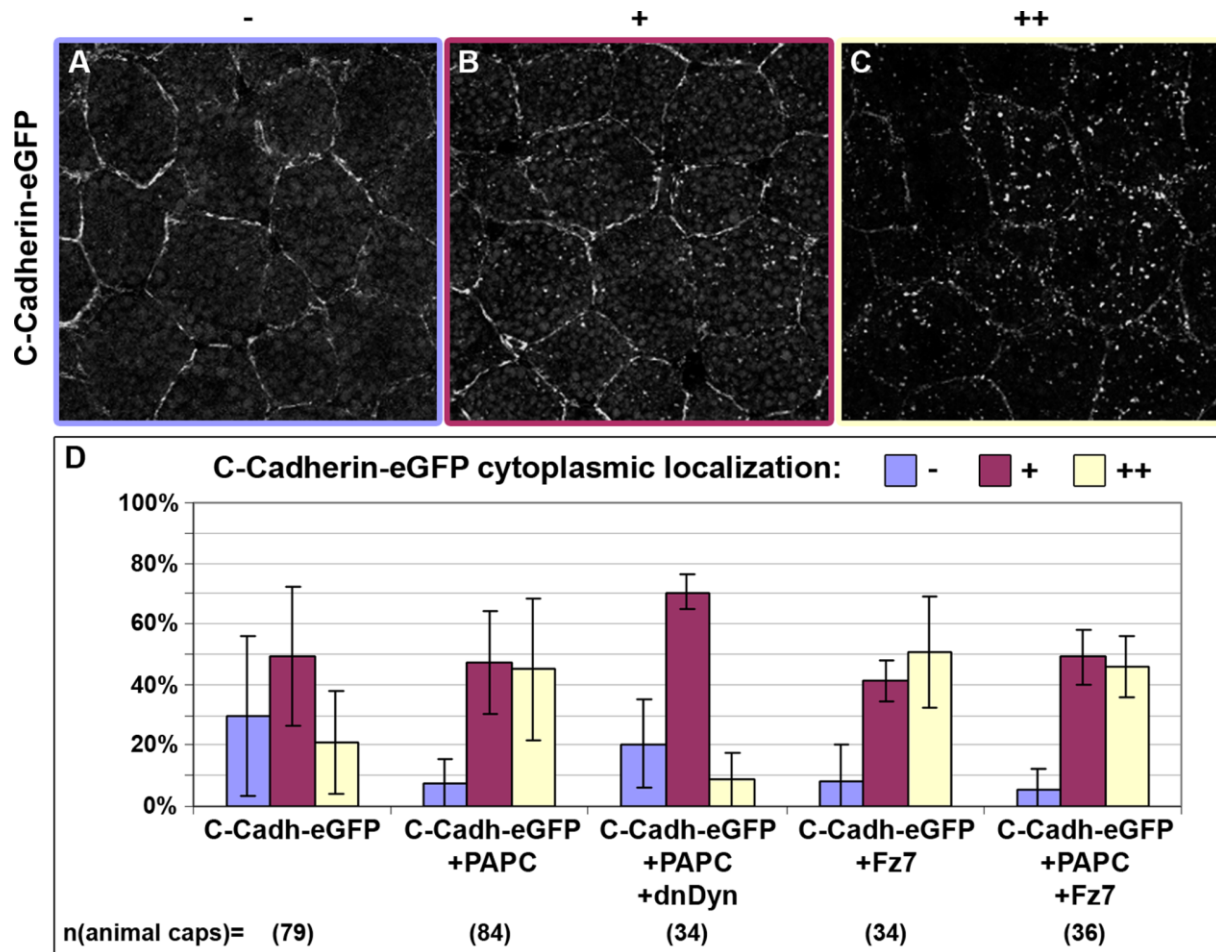 - + ++
A B C
C-Cadherin-eGFP
D C-Cadherin-eGFP cytoplasmic localization: - + ++
100%
80%
60%
40%
20%
0%
C-Cadh-eGFP C-Cadh-eGFP C-Cadh-eGFP C-Cadh-eGFP C-Cadh-eGFP
+PAPC +PAPC +Fz7 +PAPC
+dnDyn +Fz7
n(animal caps)= (79) (84) (34) (34) (36)